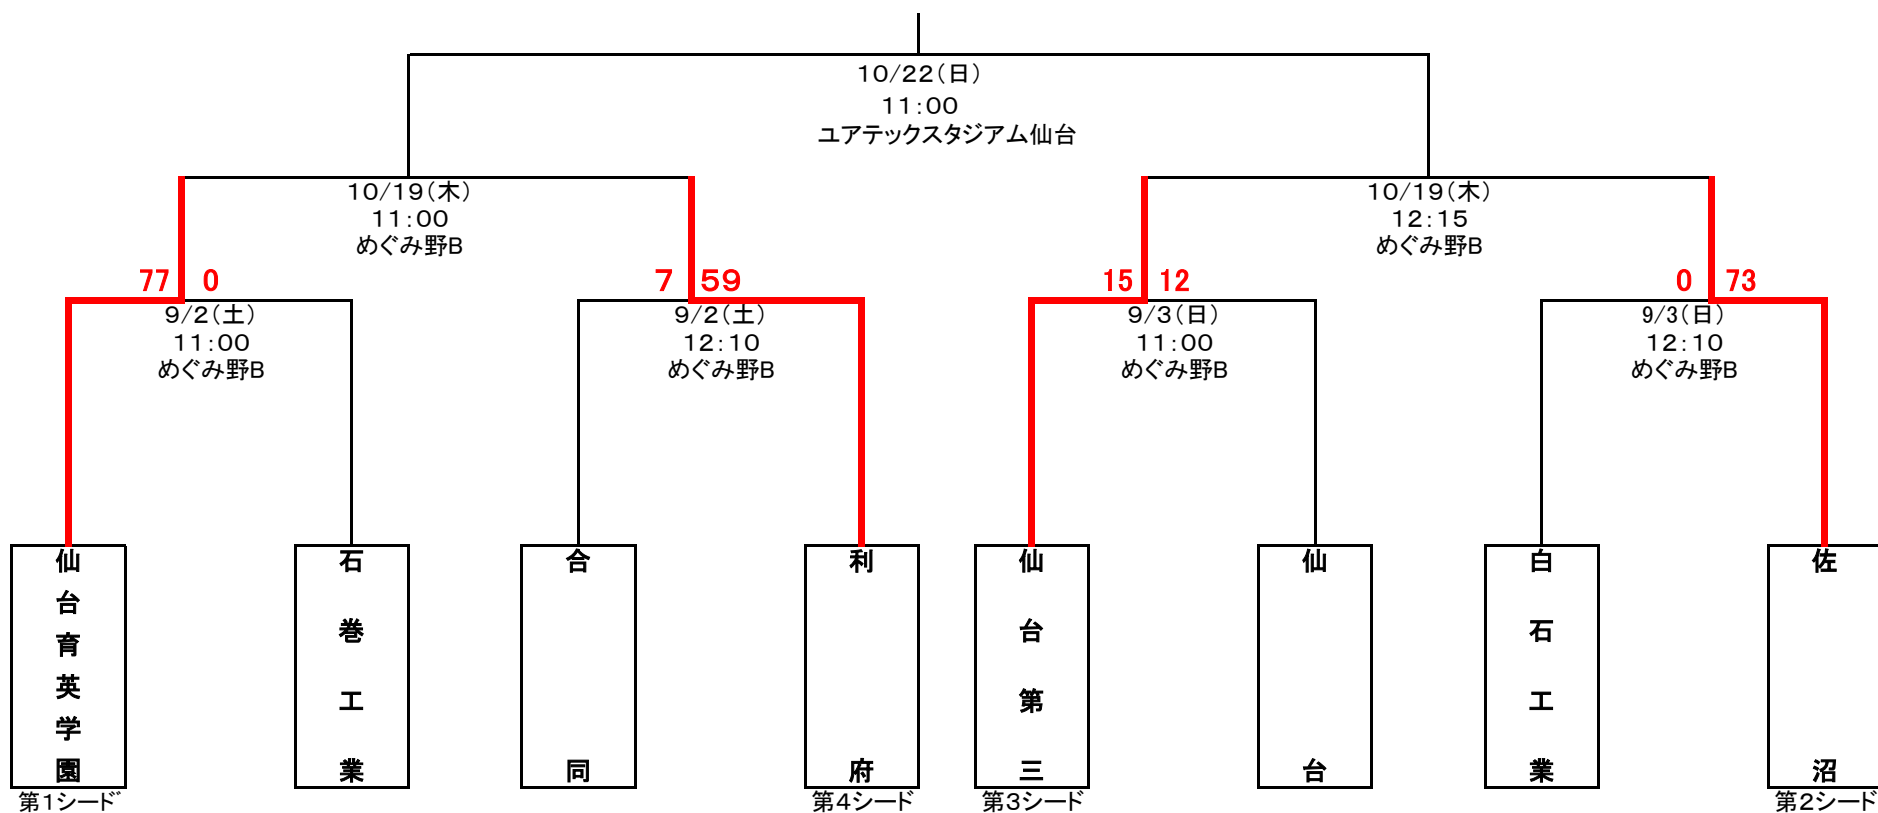 10/22(日)
11:00
ユアテックスタジアム仙台
10/19(木)
11:00
めぐみ野B
10/19(木)
12:15
めぐみ野B
77 0
7 59
15 12
0 73
9/2(土)
11:00
めぐみ野B
9/2(土)
12:10
めぐみ野B
9/3(日)
11:00
めぐみ野B
9/3(日)
12:10
めぐみ野B
仙台育英学園
石巻工業
合同
利府
仙台第三
仙台
白石工業
佐沼
第1シード
第4シード
第3シード
第2シード